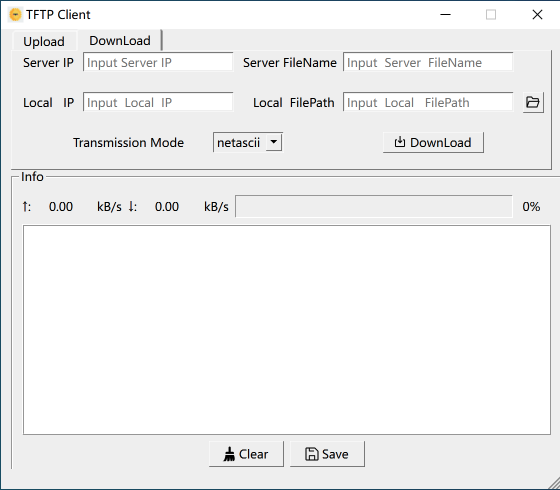 TFTP Client
Upload DownLoad
Server IP Input Server IP Server FileName Input Server FileName
Local IP Input Local IP Local FilePath Input Local FilePath
Transmission Mode netascii DownLoad
Info
↑: 0.00 kB/s ↓: 0.00 kB/s 0%
Clear Save